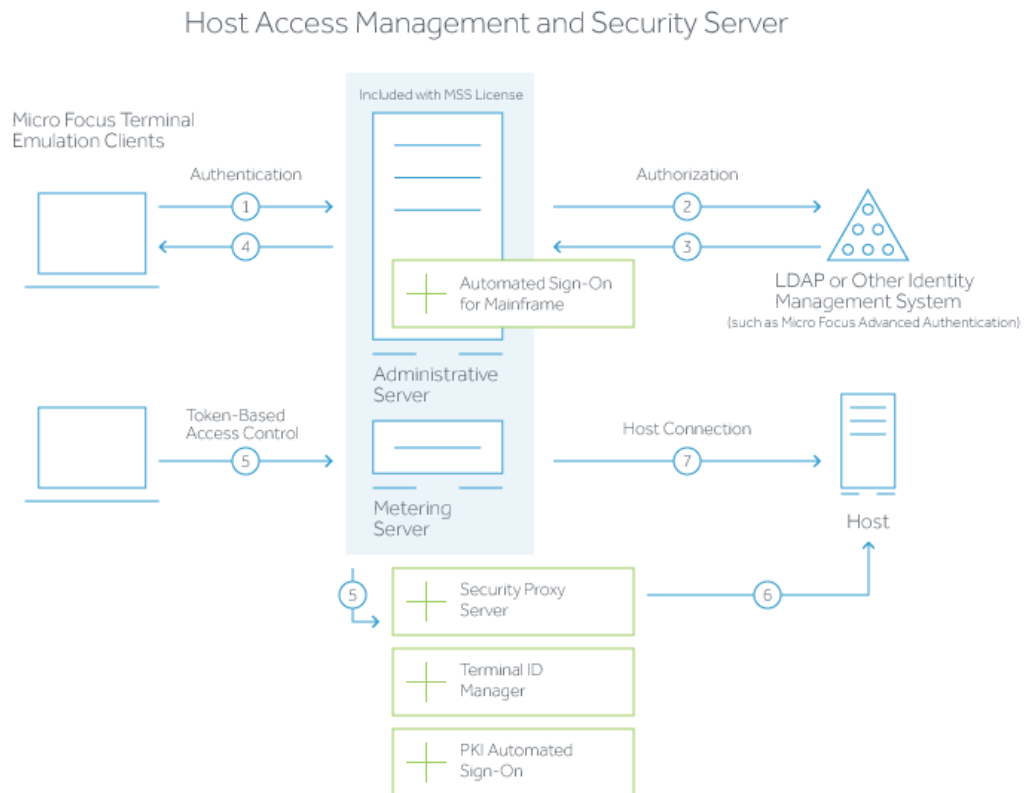 Host Access Management and Security Server
Included with MSS License
Micro Focus Terminal
Emulation Clients
Authentication
1
4
Authorization
2
3
Automated Sign-On
for Mainframe
LDAP or Other Identity
Management System
(such as Micro Focus Advanced Authentication)
Administrative
Server
Token-Based
Access Control
5
Host Connection
7
Metering
Server
Host
5
Security Proxy
Server
6
Terminal ID
Manager
PKI Automated
Sign-On